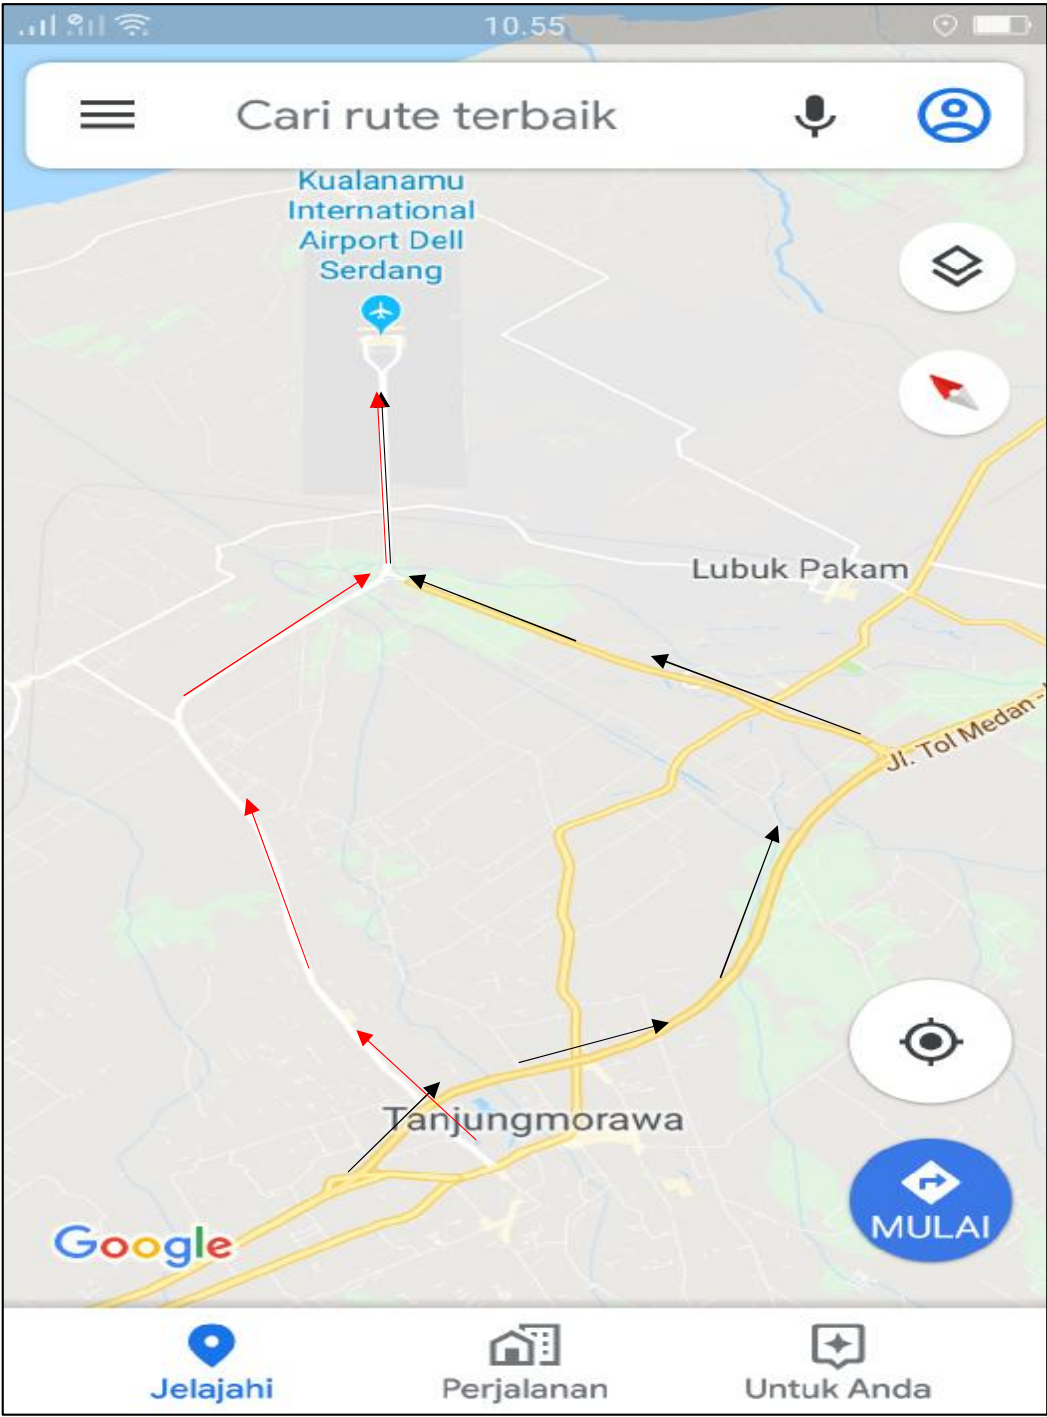 10.55
Cari rute terbaik
Kualanamu
International
Airport Dell
Serdang
Lubuk Pakam
Jl. Tol Medan -
Tanjungmorawa
MULAI
Google
Jelajahi
Perjalanan
Untuk Anda